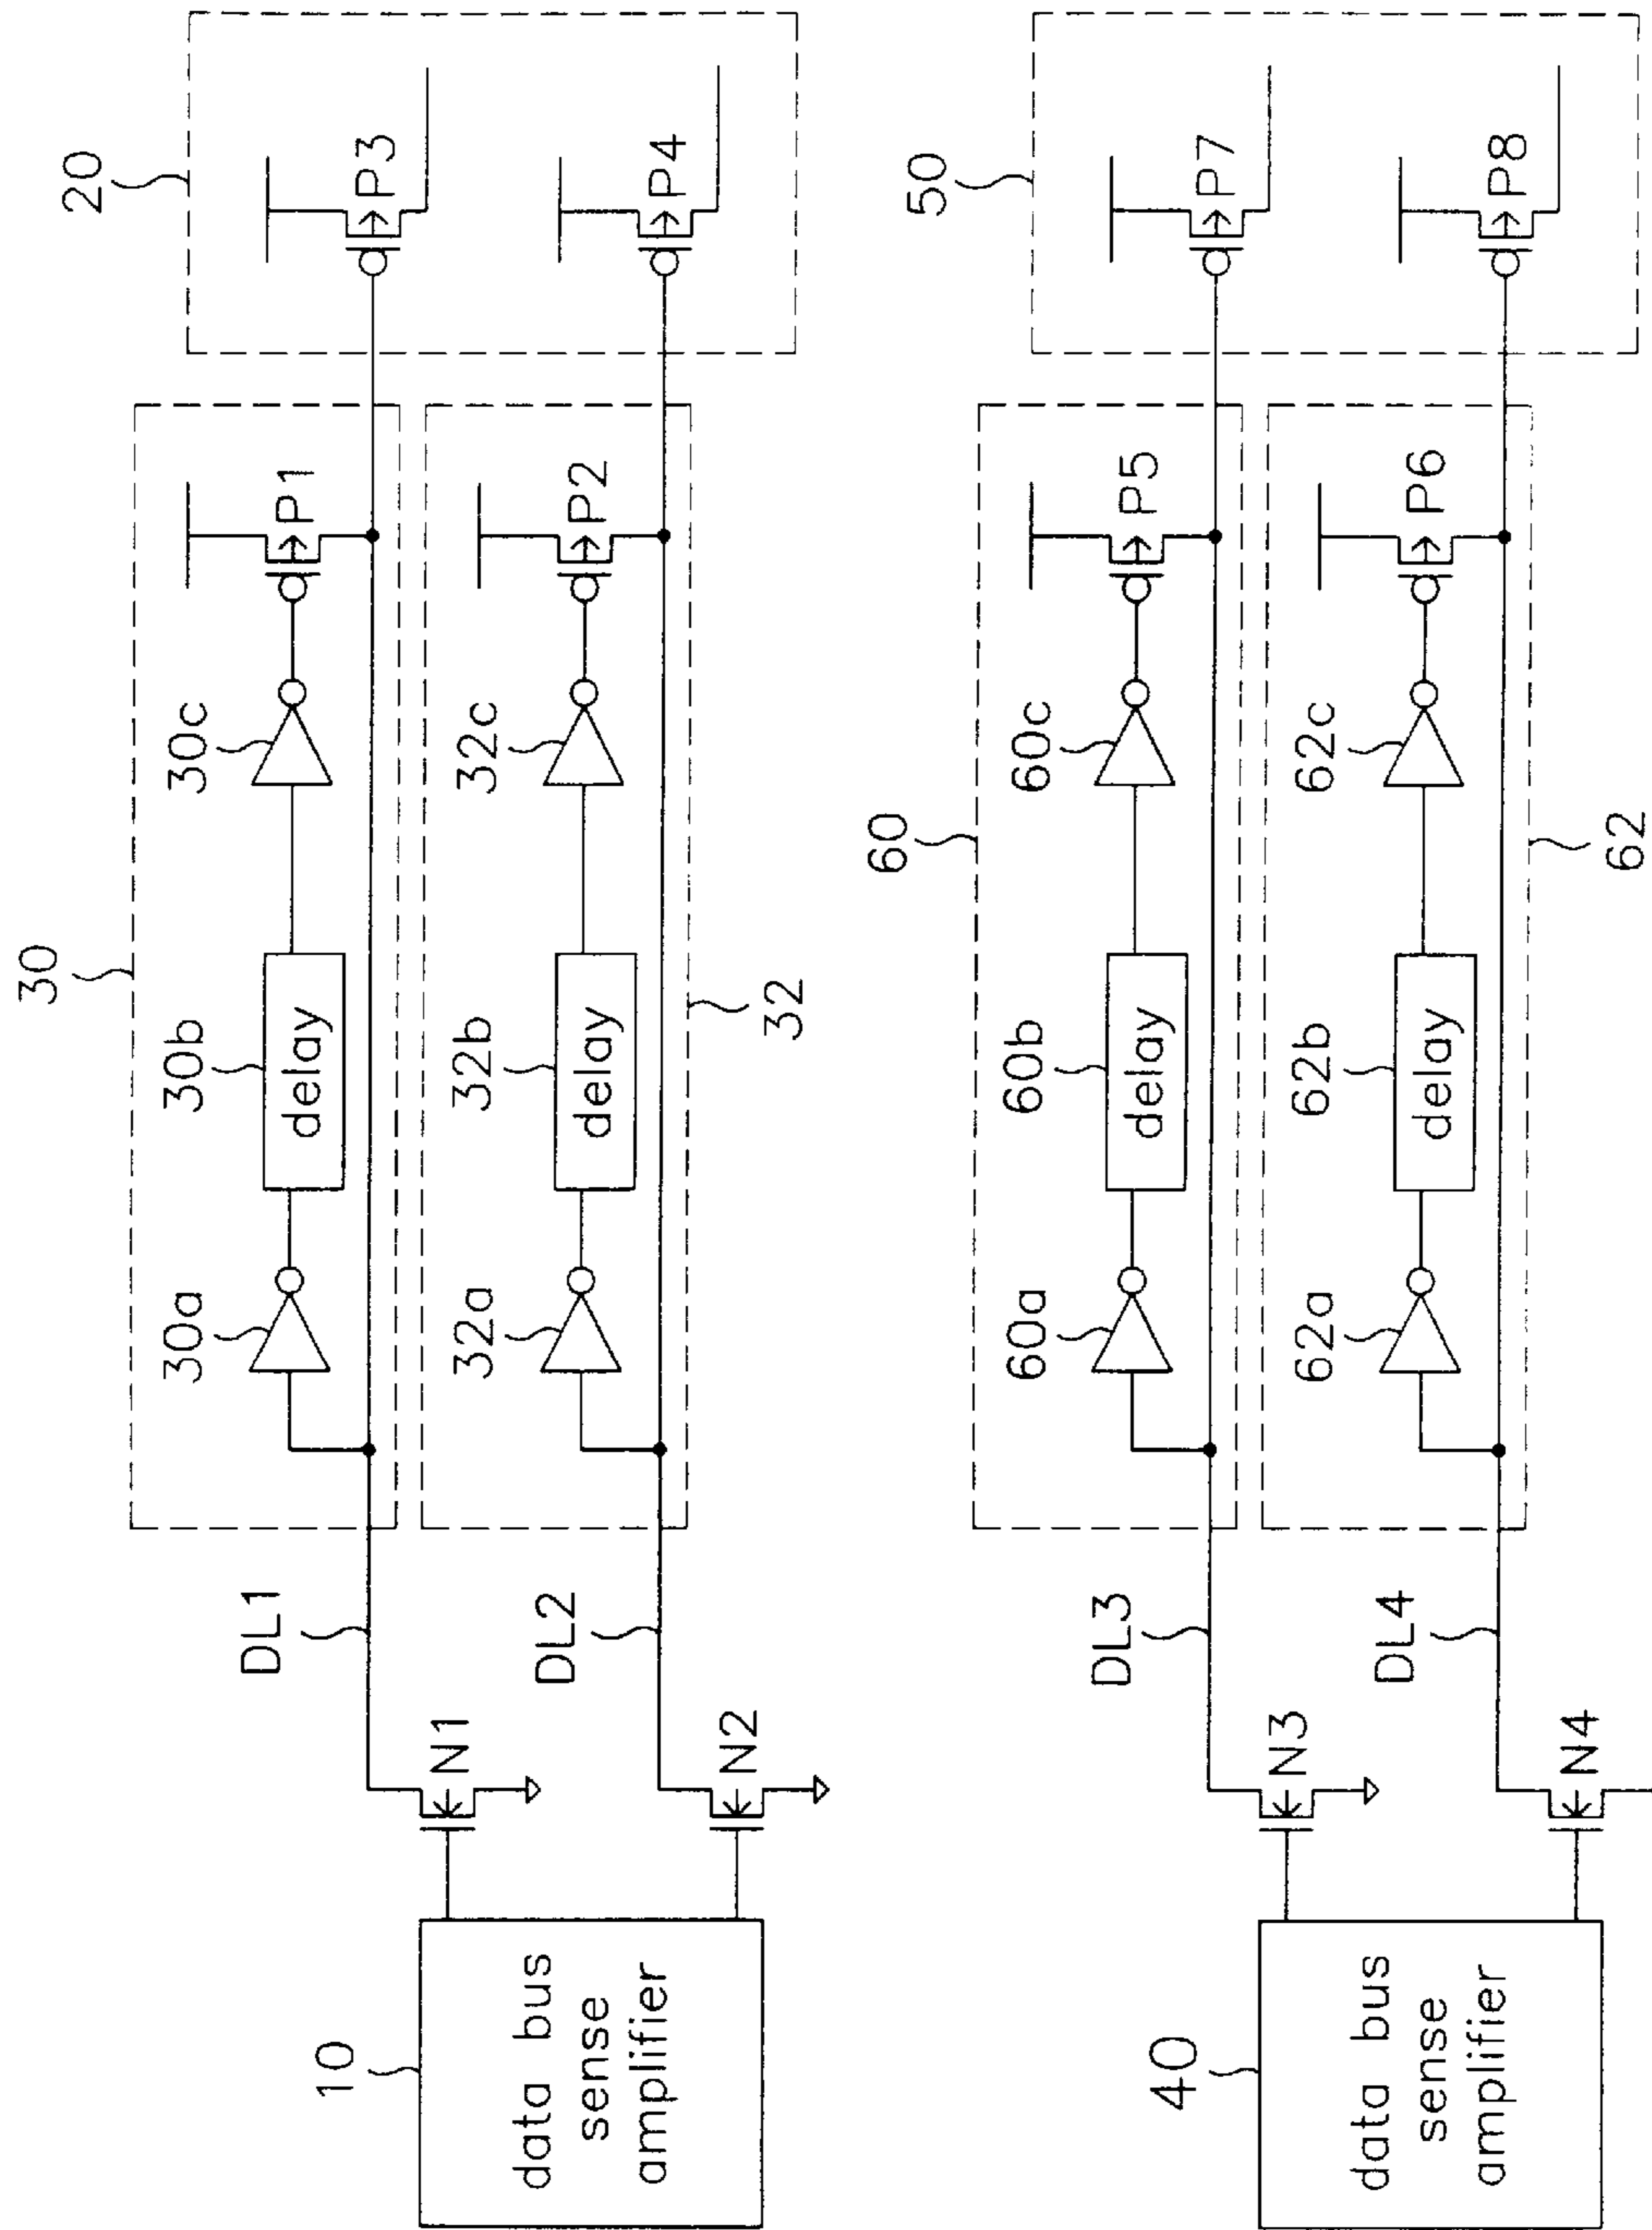 10
data bus
sense
amplifier
N1
N2
DL1
DL2
30
30a
30b
delay
30c
P1
32a
32b
delay
32c
P2
32
20
P3
P4
40
data bus
sense
amplifier
N3
N4
DL3
DL4
60
60a
60b
delay
60c
P5
62a
62b
delay
62c
P6
62
50
P7
P8